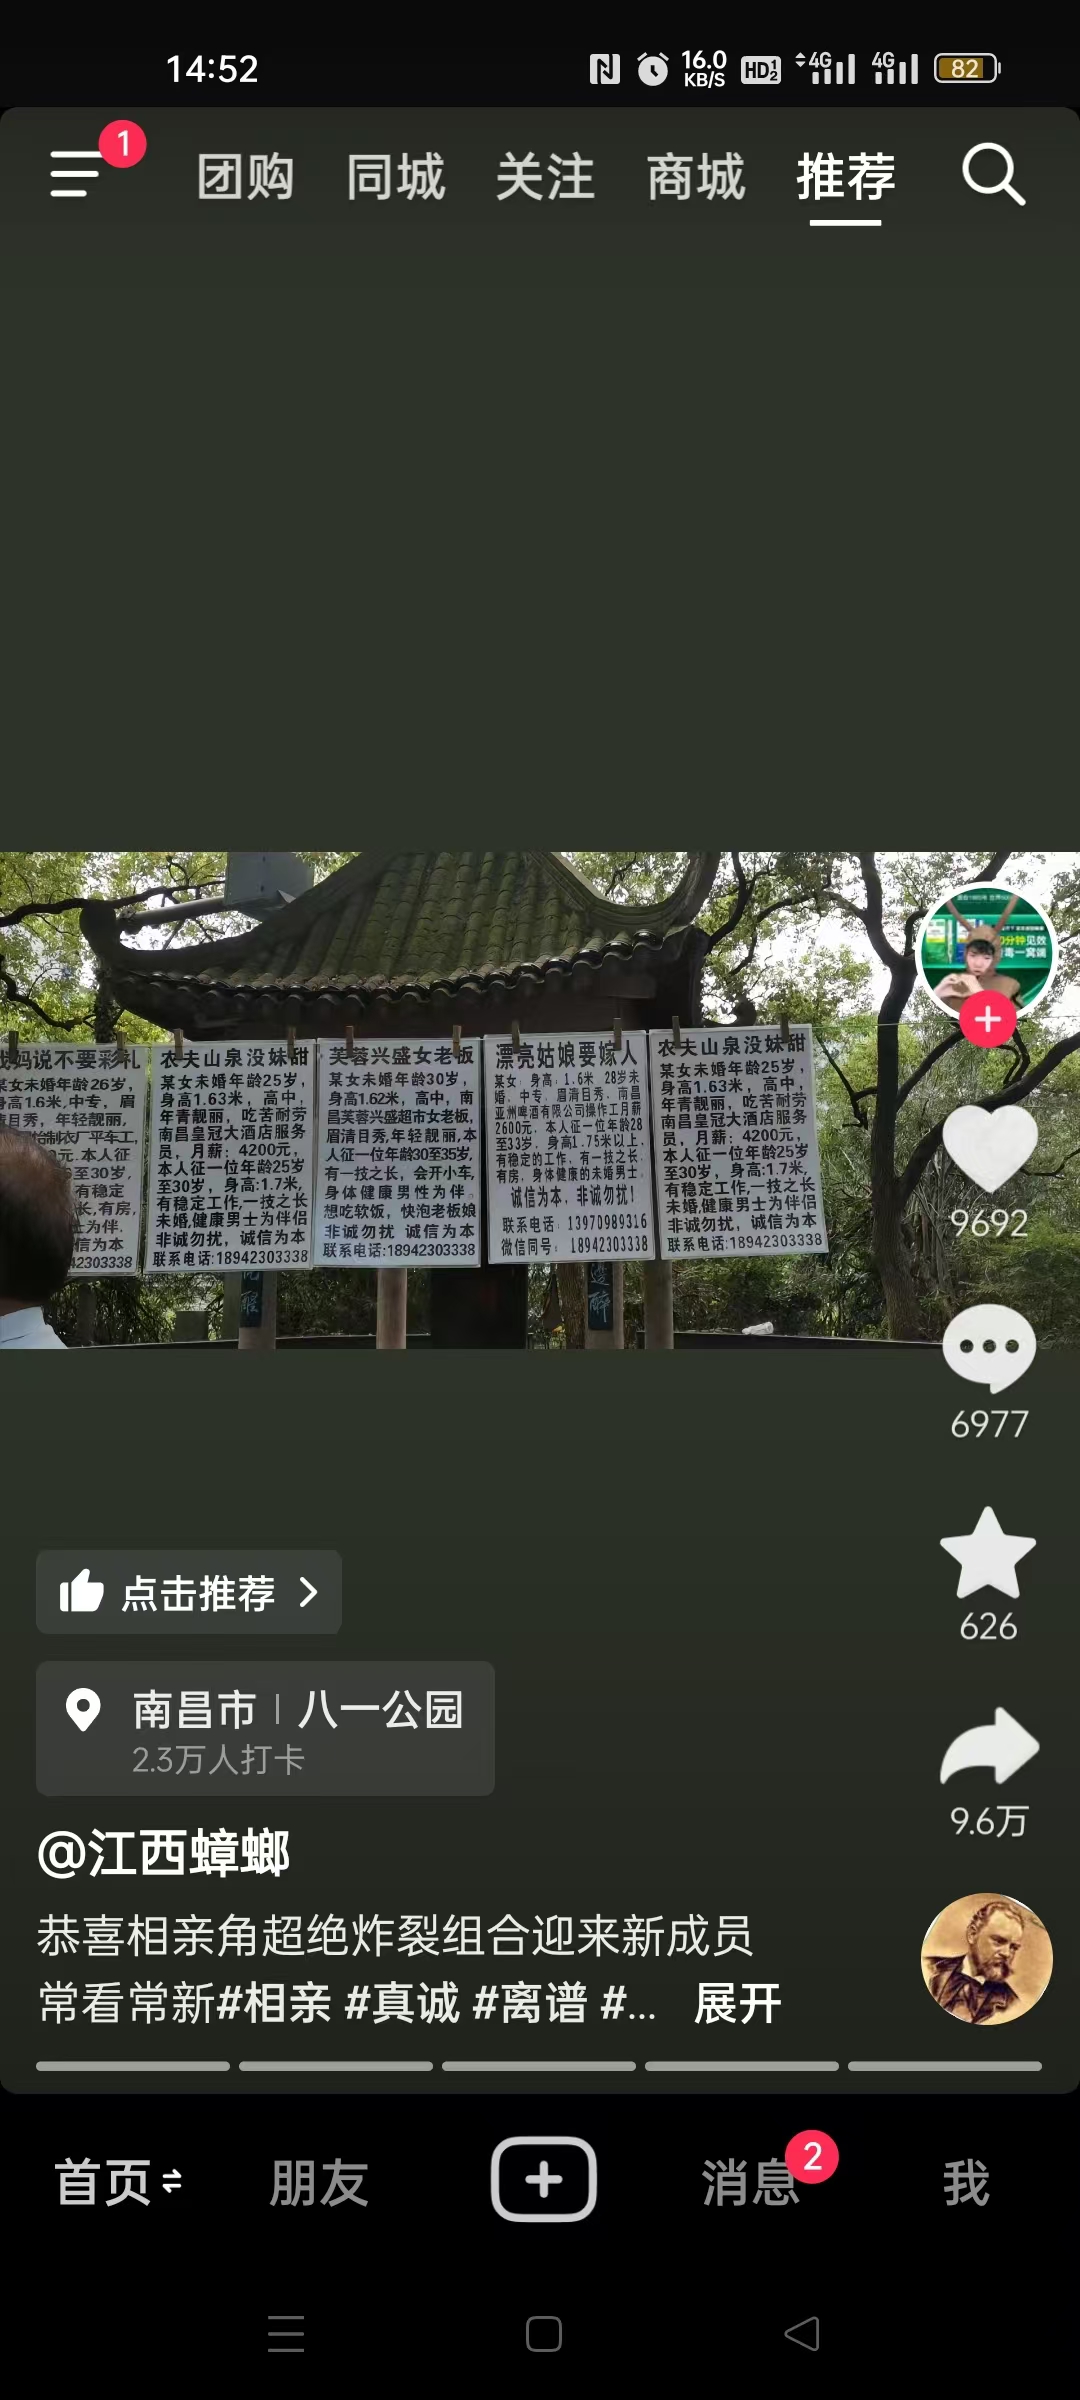 14:52
16.0
KB/S
HD
4G
4G
82
1
团购
同城
关注
商城
推荐
妈说不要彩礼
某女未婚年龄26岁，
身高1.6米,中专，眉
目秀，年轻靓丽，
制衣厂平车工，
元.本人征
至30岁，
有稳定
长,有房，
为伴.
信为本
42303338
农夫山泉没妹甜
某女未婚年龄25岁，
身高1.63米，高中，
年青靓丽，吃苦耐劳
南昌皇冠大酒店服务
员，月薪：4200元，
本人征一位年龄25岁
至30岁，身高:1.7米，
有稳定工作,一技之长
未婚,健康男士为伴侣
非诚勿扰，诚信为本
联系电话:18942303338
芙蓉兴盛女老板
某女未婚年龄30岁，
身高1.62米，高中，南
昌芙蓉兴盛超市女老板，
眉清目秀,年轻靓丽,本
人征一位年龄30至35岁，
有一技之长，会开小车，
身体健康男性为伴。
想吃软饭，快泡老板娘
非诚勿扰 诚信为本
联系电话:18942303338
漂亮姑娘要嫁人
某女，身高：1.6米 28岁未
婚、中专、眉清目秀、南昌
亚洲啤酒有限公司操作工月薪
2600元，本人征一位年龄28
至33岁，身高1.75米以上，
有稳定的工作、有一技之长、
有房，身体健康的未婚男士，
诚信为本，非诚勿扰！
联系电话：13970989316
微信同号：18942303338
农夫山泉没妹甜
某女未婚年龄25岁，
身高1.63米，高中，
年青靓丽，吃苦耐劳
南昌皇冠大酒店服务
员，月薪：4200元，
本人征一位年龄25岁
至30岁，身高:1.7米，
有稳定工作,一技之长
未婚,健康男士为伴侣
非诚勿扰，诚信为本
联系电话:18942303338
醉
分钟见效
毒一窝端
9692
6977
626
9.6万
点击推荐
南昌市 八一公园
2.3万人打卡
@江西蟑螂
恭喜相亲角超绝炸裂组合迎来新成员
常看常新#相亲 #真诚 #离谱 #... 展开
首页
朋友
消息
2
我